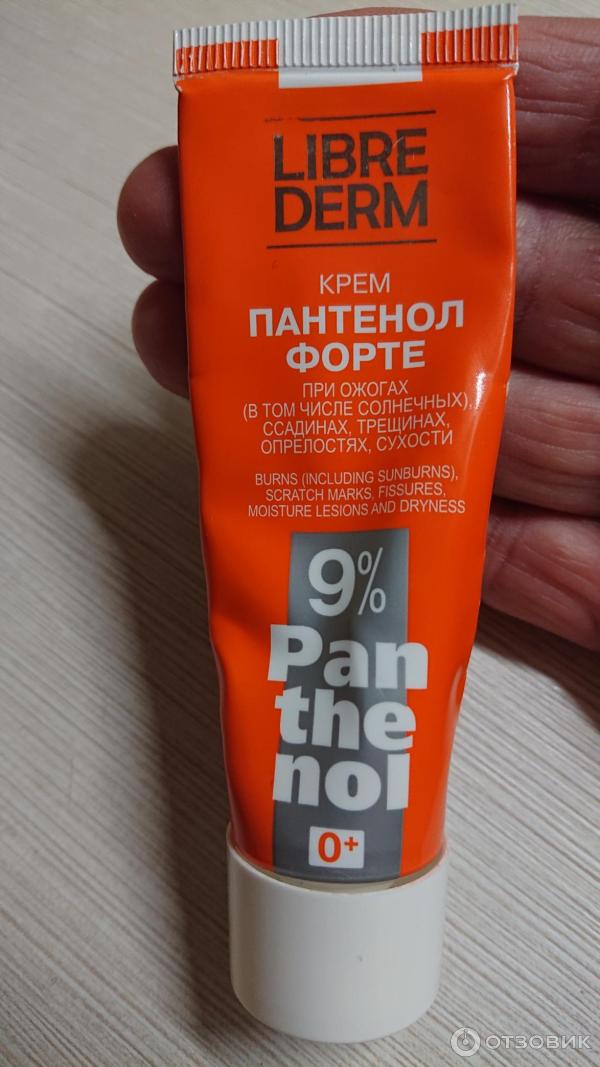 LIBRE
DERM
КРЕМ
ПАНТЕНОЛ
ФОРТЕ
ПРИ ОЖОГАХ
(В ТОМ ЧИСЛЕ СОЛНЕЧНЫХ),
ССАДИНАХ, ТРЕЩИНАХ,
ОПРЕЛОСТЯХ, СУХОСТИ
BURNS (INCLUDING SUNBURNS),
SCRATCH MARKS, FISSURES,
MOISTURE LESIONS AND DRYNESS
9%
Pan
the
nol
0+
ОТЗОВИК